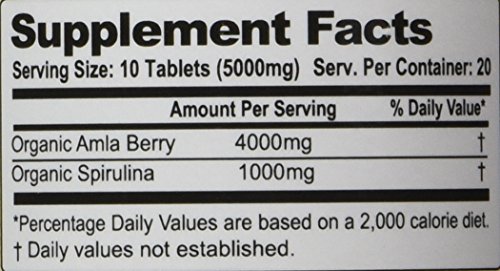 Supplement Facts
Serving Size: 10 Tablets (5000mg) Serv. Per Container: 20
Amount Per Serving % Daily Value*
Organic Amla Berry 4000mg †
Organic Spirulina 1000mg †
*Percentage Daily Values are based on a 2,000 calorie diet.
† Daily values not established.